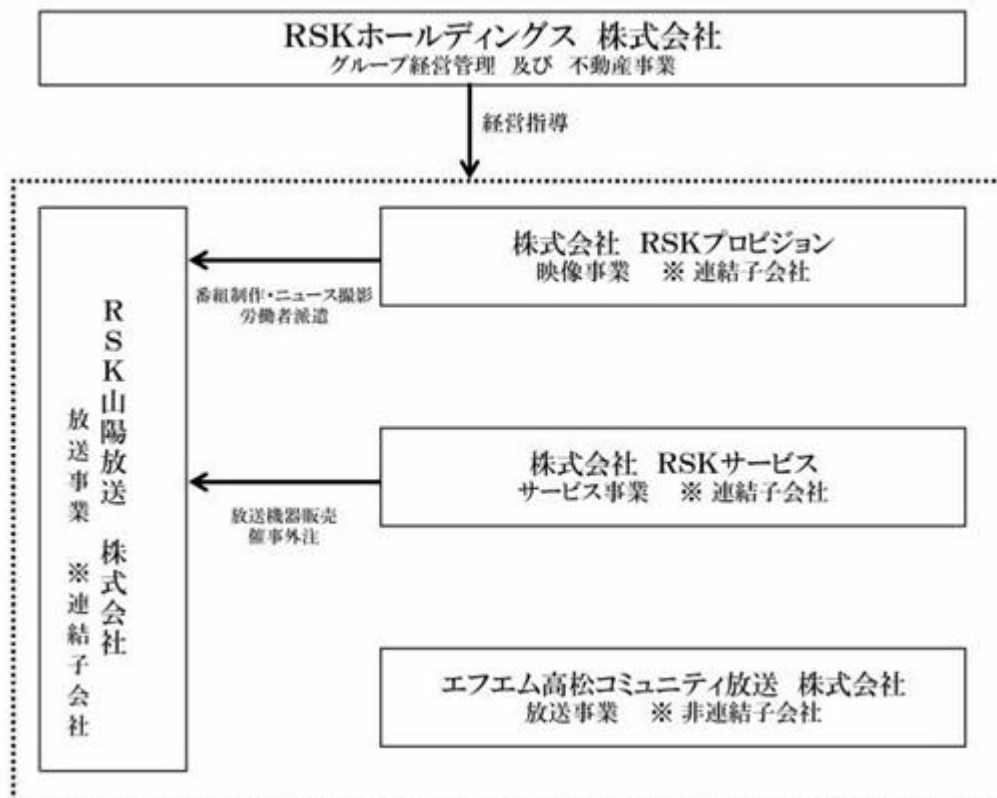 RSKホールディングス 株式会社
グループ経営管理 及び 不動産事業
経営指導
RSK山陽放送 株式会社
放送事業 ※連結子会社
株式会社 RSKプロビジョン
映像事業 ※ 連結子会社
番組制作・ニュース撮影
労働者派遣
株式会社 RSKサービス
サービス事業 ※ 連結子会社
放送機器販売
催事外注
エフエム高松コミュニティ放送 株式会社
放送事業 ※ 非連結子会社